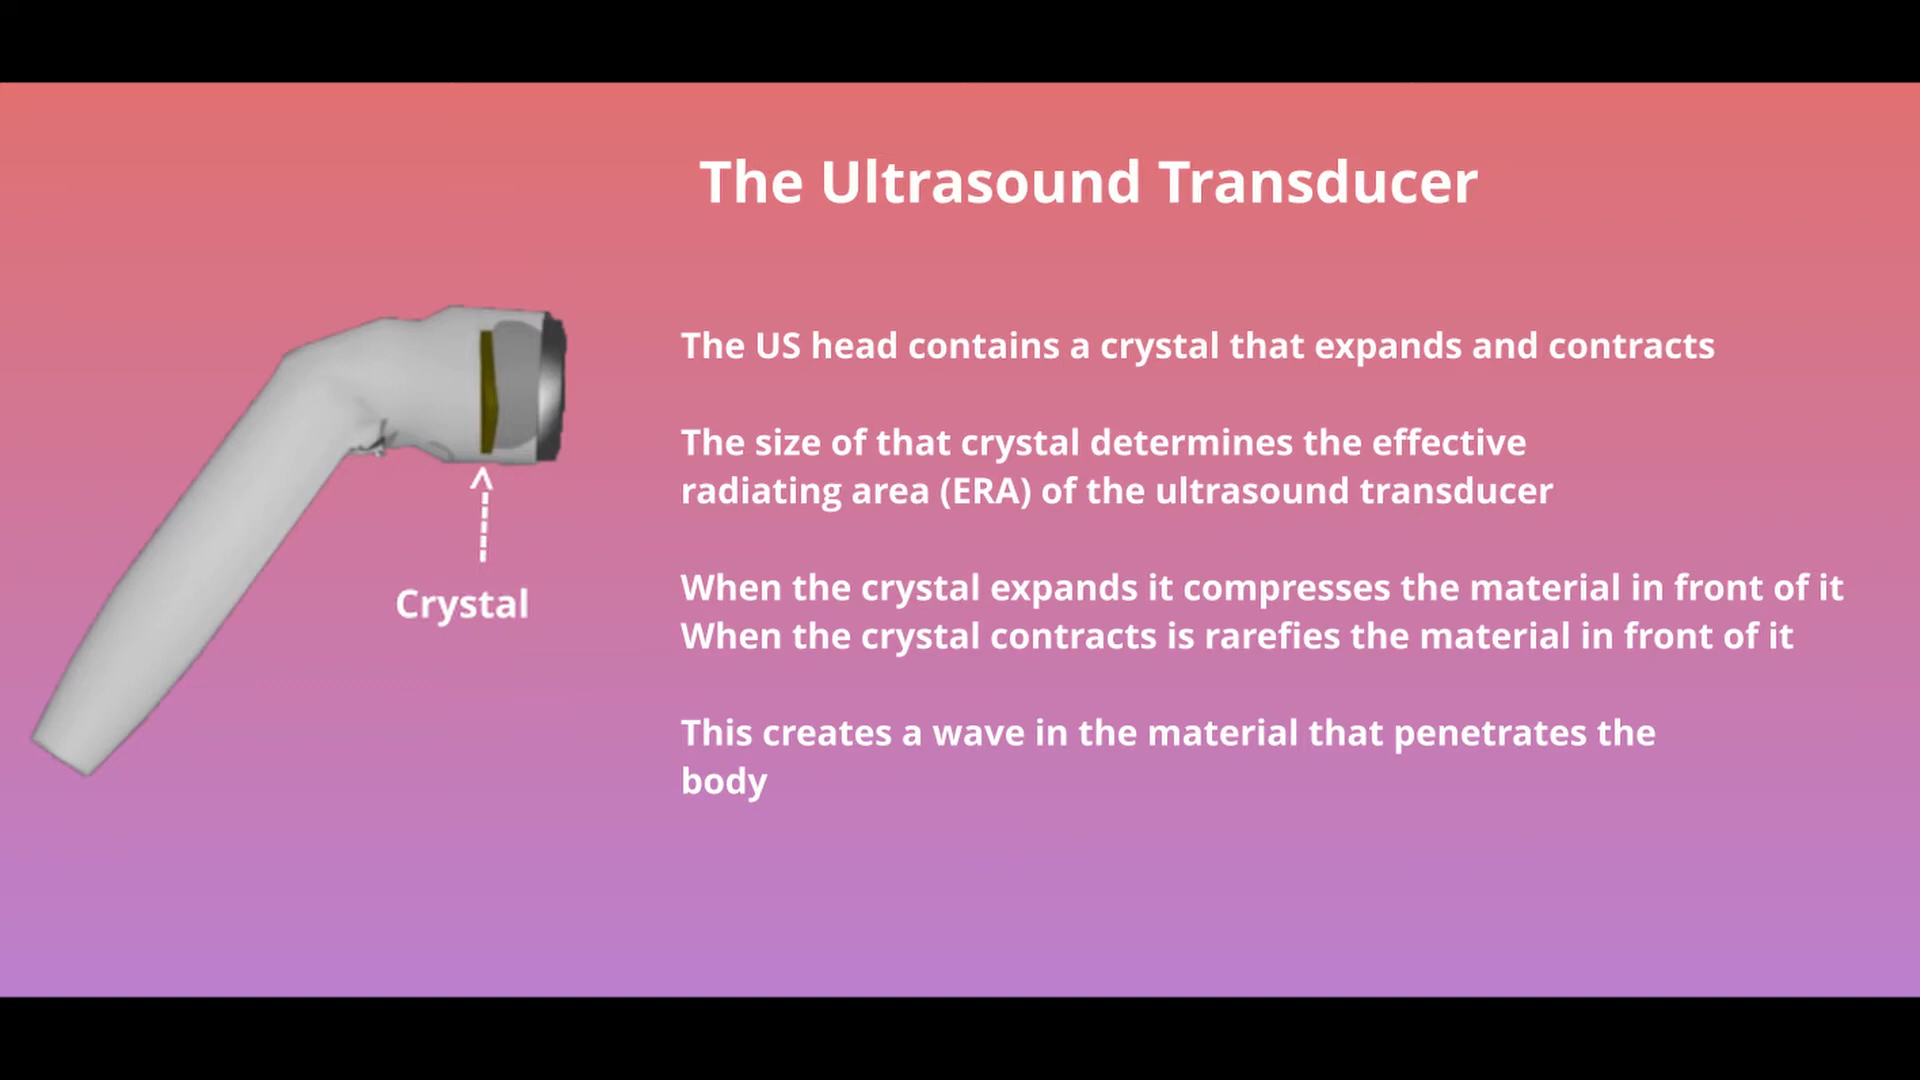 The Ultrasound Transducer
The US head contains a crystal that expands and contracts
The size of that crystal determines the effective
radiating area (ERA) of the ultrasound transducer
When the crystal expands it compresses the material in front of it
When the crystal contracts is rarefies the material in front of it
This creates a wave in the material that penetrates the
body
Crystal